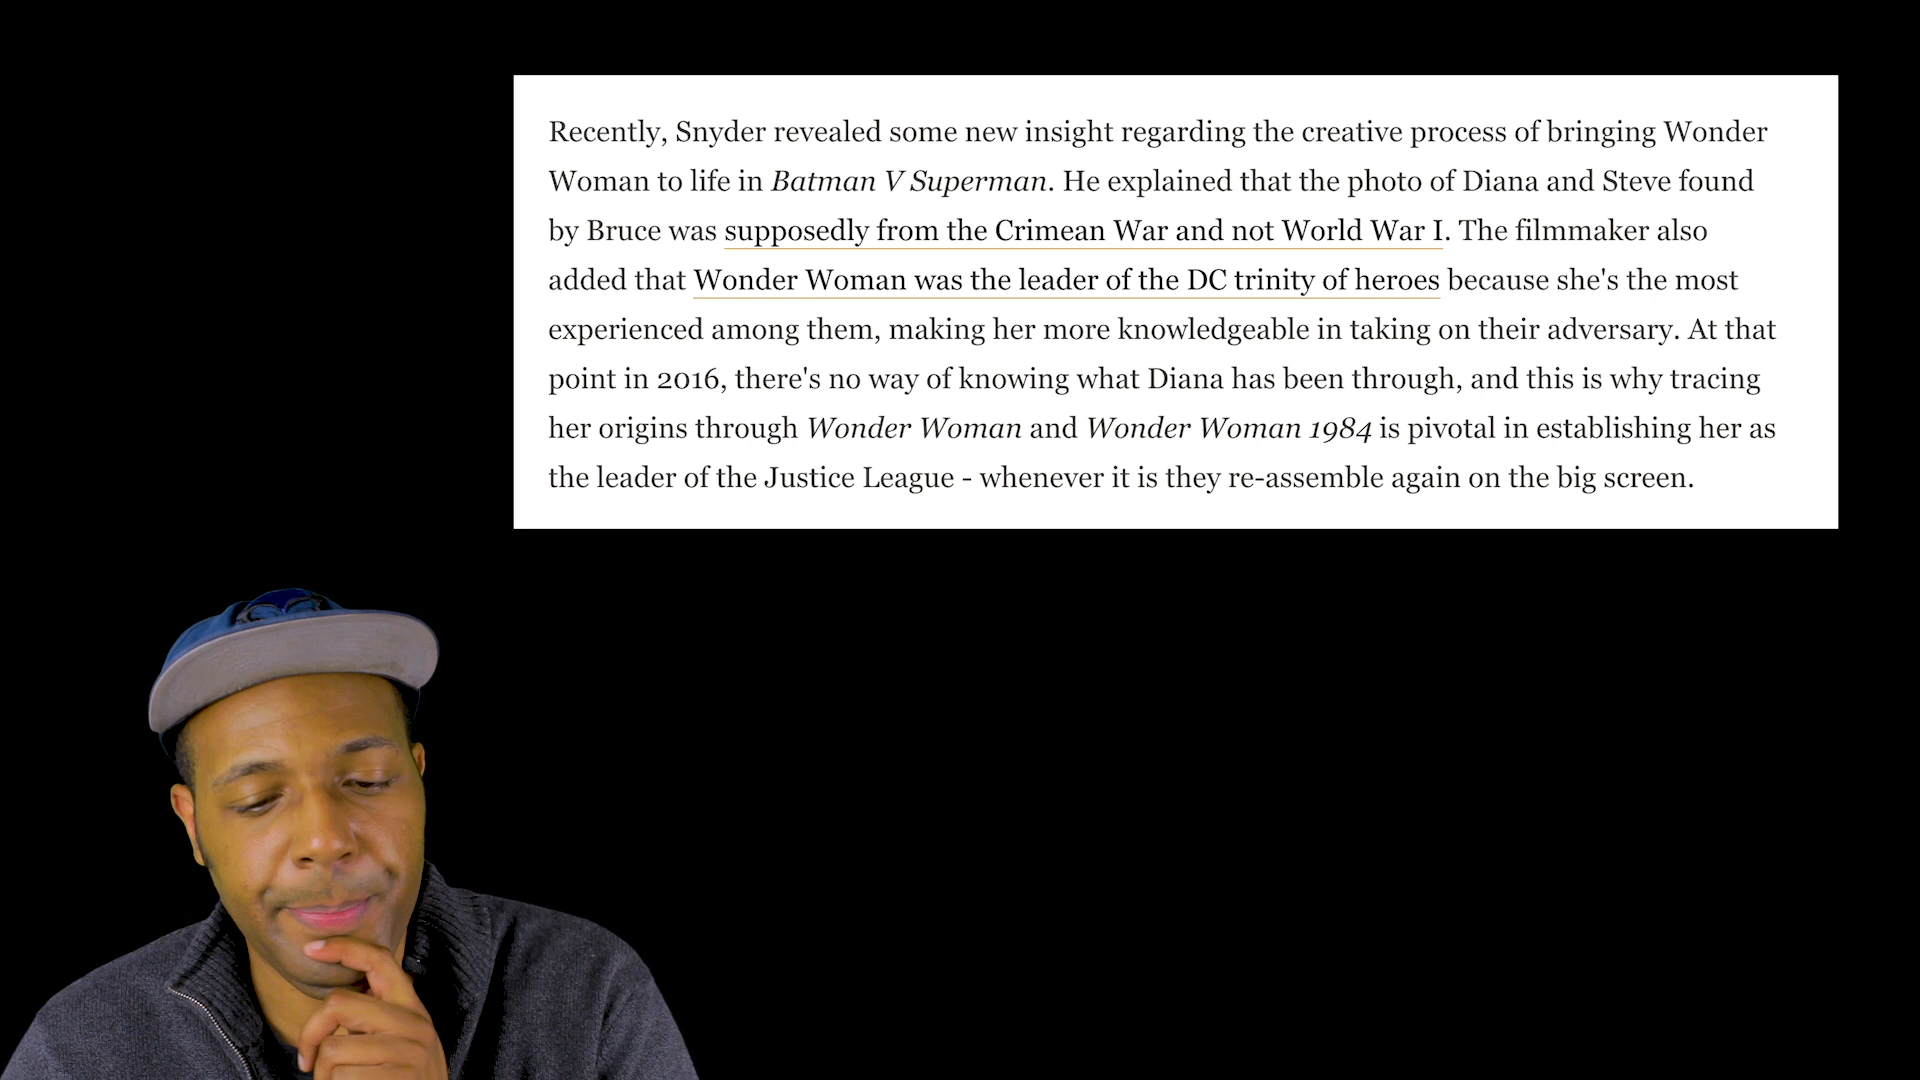 Recently, Snyder revealed some new insight regarding the creative process of bringing Wonder
Woman to life in Batman V Superman. He explained that the photo of Diana and Steve found
by Bruce was supposedly from the Crimean War and not World War I. The filmmaker also
added that Wonder Woman was the leader of the DC trinity of heroes because she's the most
experienced among them, making her more knowledgeable in taking on their adversary. At that
point in 2016, there's no way of knowing what Diana has been through, and this is why tracing
her origins through Wonder Woman and Wonder Woman 1984 is pivotal in establishing her as
the leader of the Justice League - whenever it is they re-assemble again on the big screen.